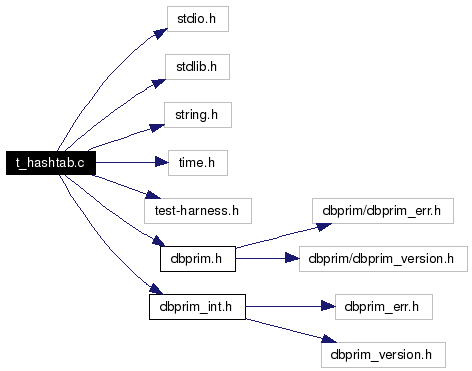 stdio.h
stdlib.h
string.h
t_hashtab.c
time.h
test-harness.h
dbprim/dbprim_err.h
dbprim.h
dbprim/dbprim_version.h
dbprim_int.h
dbprim_err.h
dbprim_version.h